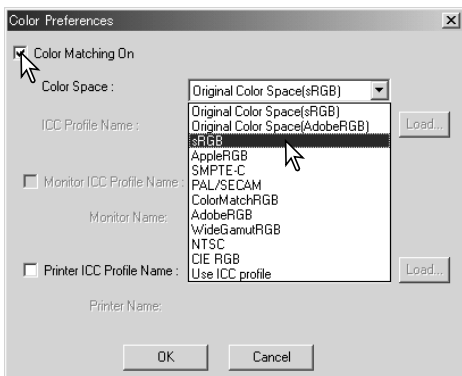 Color Preferences
Color Matching On
Color Space :
Original Color Space(sRGB)
Original Color Space(sRGB)
Original Color Space(AdobeRGB)
sRGB
AppleRGB
SMPTE-C
PAL/SECAM
ColorMatchRGB
AdobeRGB
WideGamutRGB
NTSC
CIE RGB
Use ICC profile
ICC Profile Name :
Load...
Monitor ICC Profile Name :
Monitor Name:
Printer ICC Profile Name :
Load...
Printer Name:
OK
Cancel